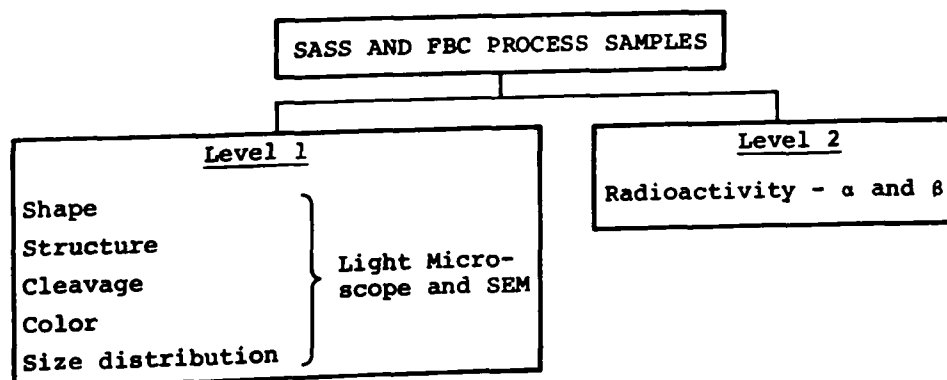 SASS AND FBC PROCESS SAMPLES
Level 1
Shape
Structure
Cleavage
Color
Size distribution
Light Micro-
scope and SEM
Level 2
Radioactivity - α and β